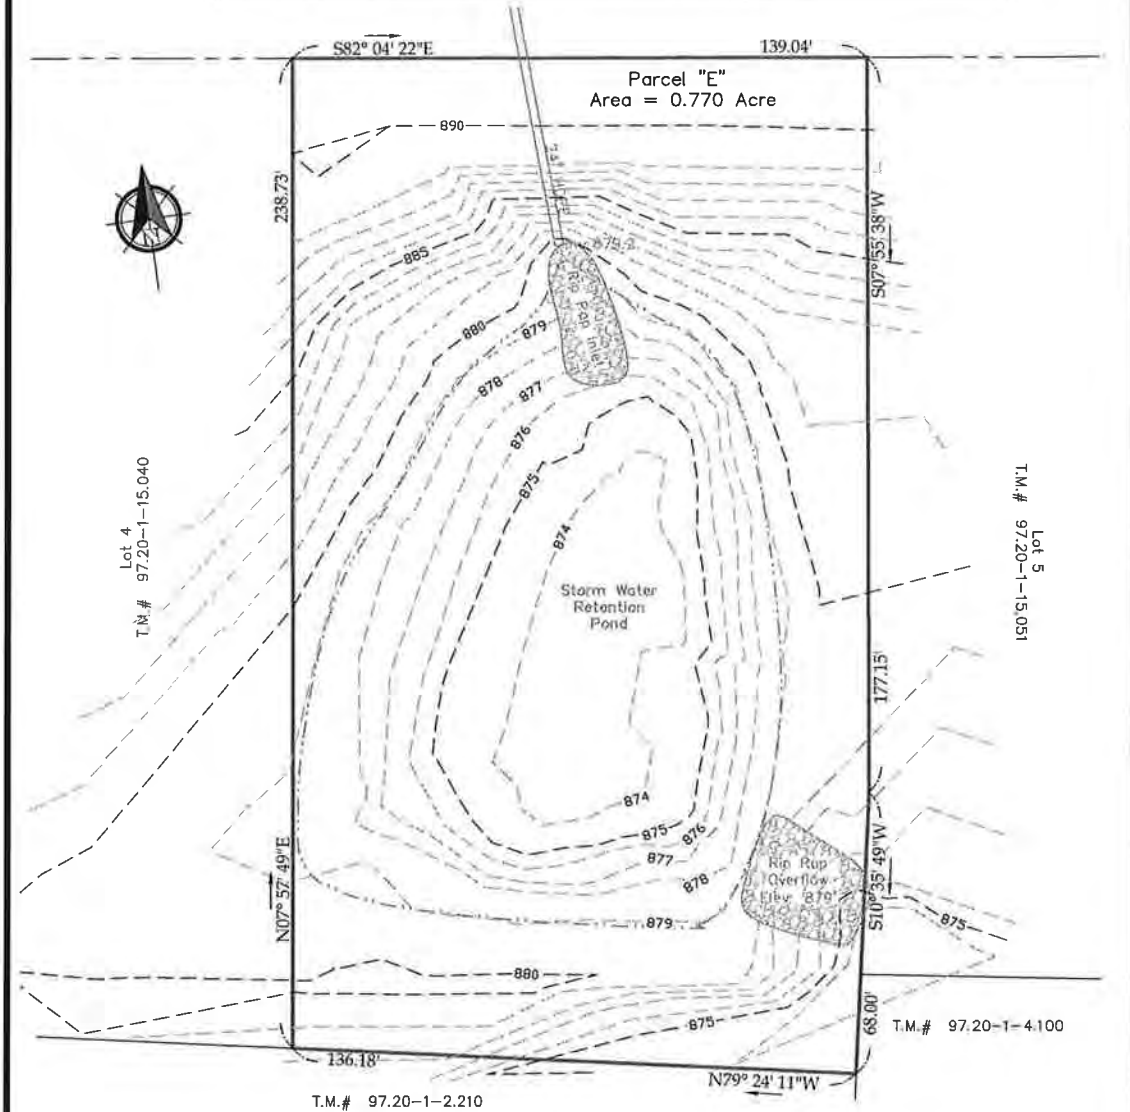 S82° 04' 22"E
139.04'
Parcel "E"
Area = 0.770 Acre
890
238.73'
S07° 55' 38"W
885
880
879
878
877
876
875
874
Rip Rap Inlet
Lot 4
T.M.# 97.20-1-15.040
Lot 5
T.M.# 97.20-1-15.051
Storm Water
Retention
Pond
177.15'
874
875
876
877
878
879
Rip Rap
Overflow
Elev 879'
S10° 35' 49"W
N07° 57' 49"E
875
880
875
68.00'
T.M.# 97.20-1-4.100
136.18'
N79° 24' 11"W
T.M.# 97.20-1-2.210